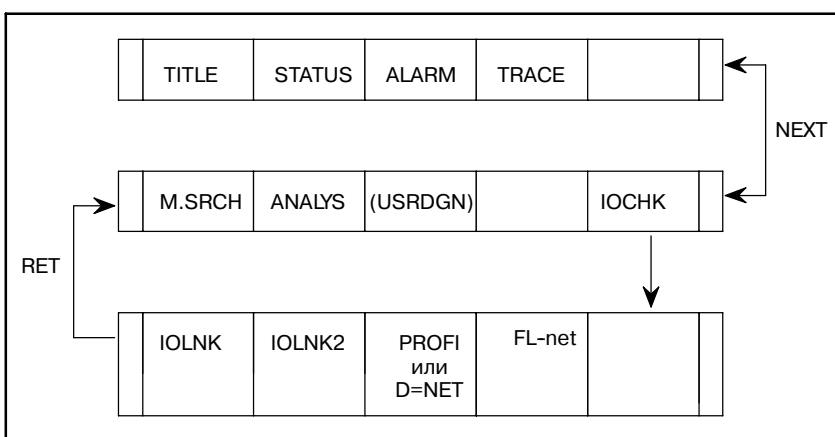 TITLE STATUS ALARM TRACE
NEXT
M.SRCH ANALYS (USRDGN) IOCHK
RET
IOLNK IOLNK2 PROFI FL-net
или
D=NET